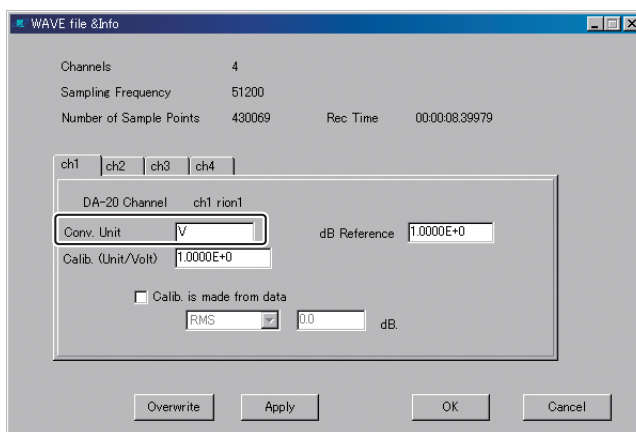 WAVE file &Info
Channels 4
Sampling Frequency 51200
Number of Sample Points 430069 Rec Time 00:00:08.39979
ch1 ch2 ch3 ch4
DA-20 Channel ch1 rion1
Conv. Unit V dB Reference 1.0000E+0
Calib. (Unit/Volt) 1.0000E+0
Calib. is made from data
RMS 0.0 dB.
Overwrite Apply OK Cancel